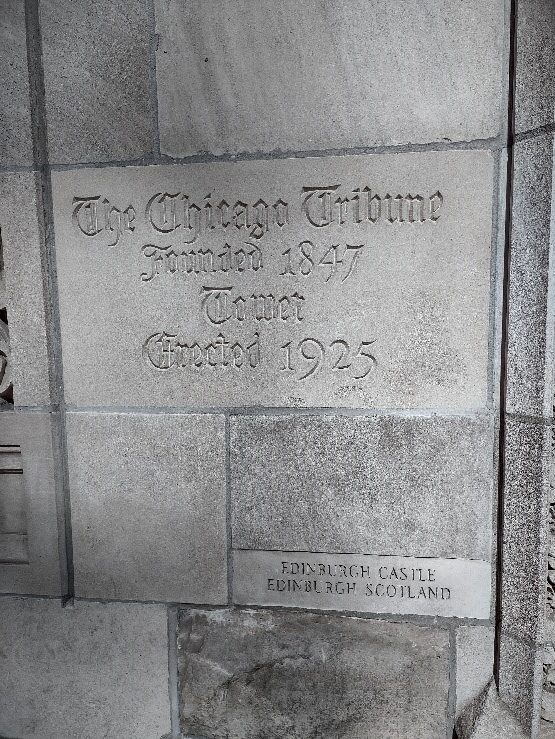 The Chicago Tribune
Founded 1847
Tower
Erected 1925
EDINBURGH CASTLE
EDINBURGH SCOTLAND